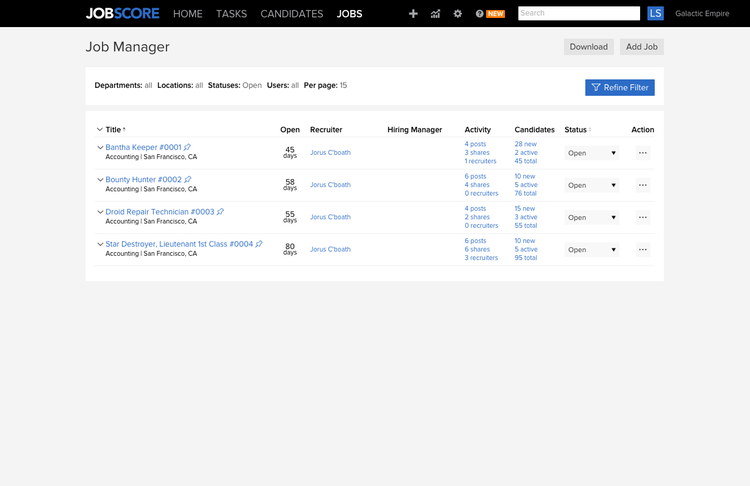 JOBSCORE HOME TASKS CANDIDATES JOBS NEW Search LS Galactic Empire
Job Manager Download Add Job
Departments: all Locations: all Statuses: Open Users: all Per page: 15 Refine Filter
Title Open Recruiter Hiring Manager Activity Candidates Status Action
Bantha Keeper #0001
Accounting | San Francisco, CA
45
days
Jorus C'boath
4 posts
3 shares
1 recruiters
28 new
2 active
45 total
Open
Bounty Hunter #0002
Accounting | San Francisco, CA
58
days
Jorus C'boath
6 posts
4 shares
0 recruiters
10 new
5 active
76 total
Open
Droid Repair Technician #0003
Accounting | San Francisco, CA
55
days
Jorus C'boath
4 posts
2 shares
0 recruiters
15 new
3 active
55 total
Open
Star Destroyer, Lieutenant 1st Class #0004
Accounting | San Francisco, CA
80
days
Jorus C'boath
6 posts
6 shares
3 recruiters
10 new
5 active
95 total
Open